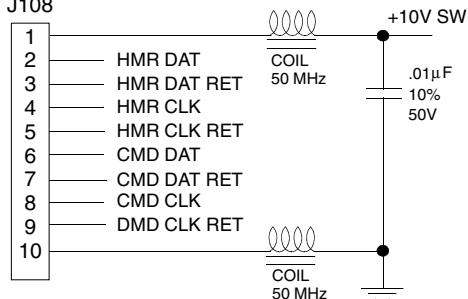 J108
+10V SW
1
2 HMR DAT
3 HMR DAT RET
4 HMR CLK
5 HMR CLK RET
6 CMD DAT
7 CMD DAT RET
8 CMD CLK
9 DMD CLK RET
10
COIL
50 MHz
.01µF
10%
50V
COIL
50 MHz